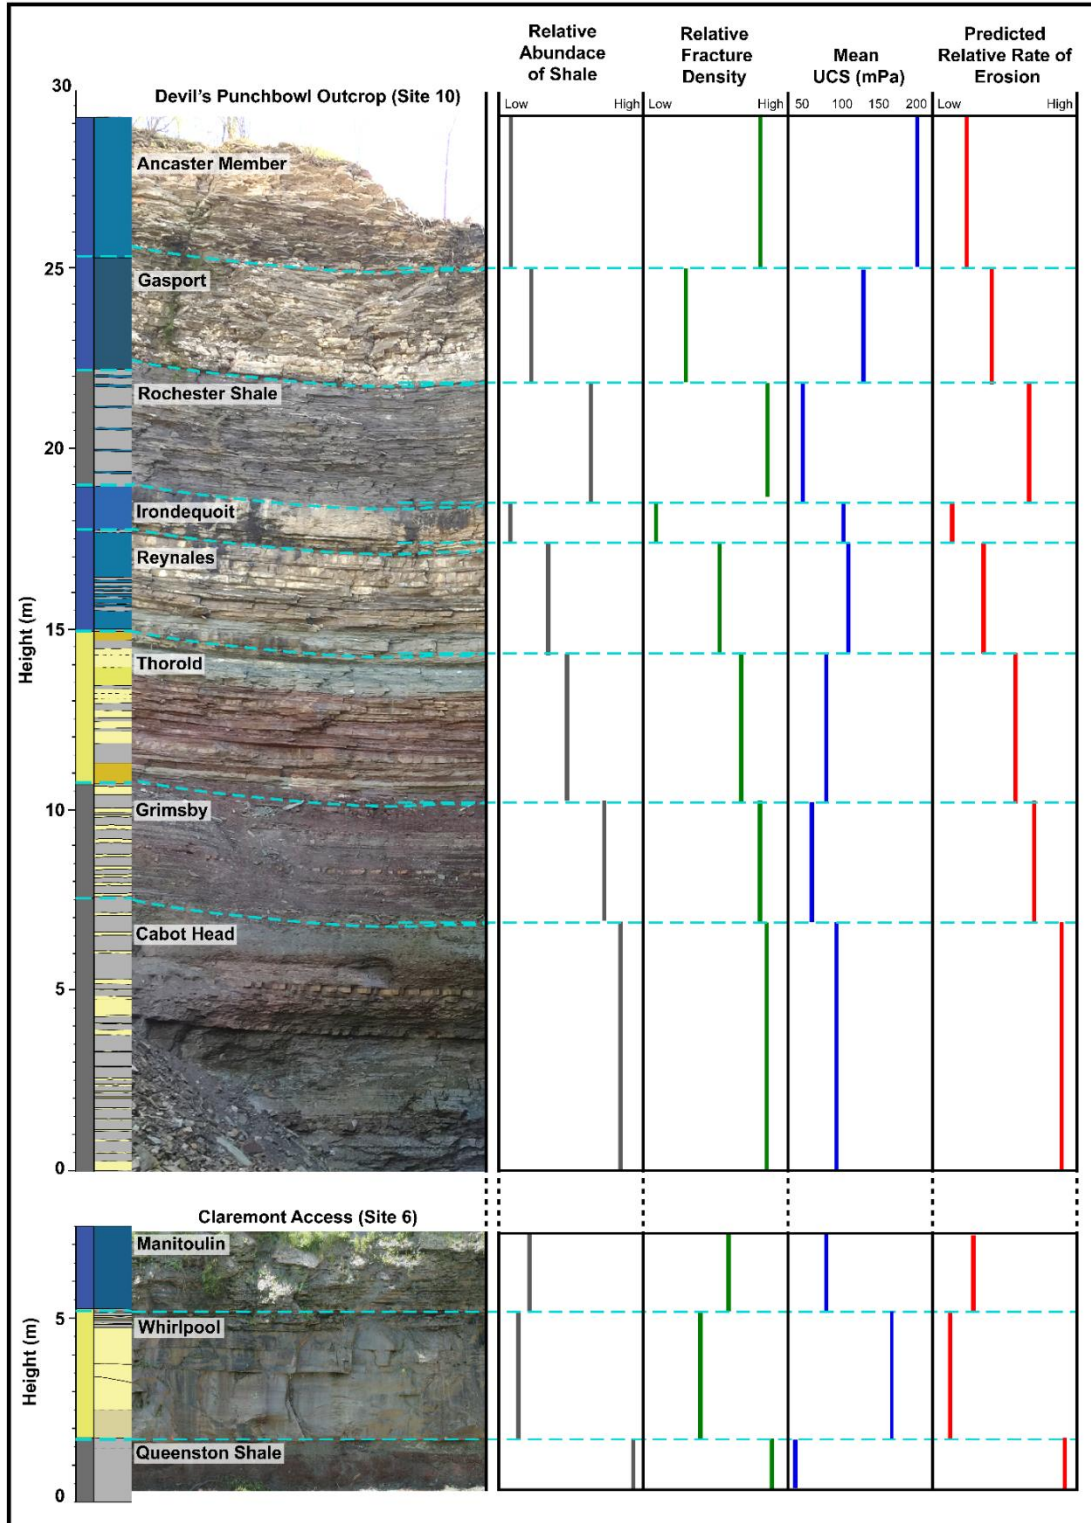 Relative
Abundace
of Shale
Relative
Fracture
Density
Mean
UCS (mPa)
Predicted
Relative Rate of
Erosion
Low High
Low High
50 100 150 200
Low High
Devil's Punchbowl Outcrop (Site 10)
30
Ancaster Member
25
Gasport
Rochester Shale
20
Irondequoit
Reynales
15
Thorold
Height (m)
10
Grimsby
Cabot Head
5
0
Claremont Access (Site 6)
Manitoulin
5
Whirlpool
Height (m)
Queenston Shale
0